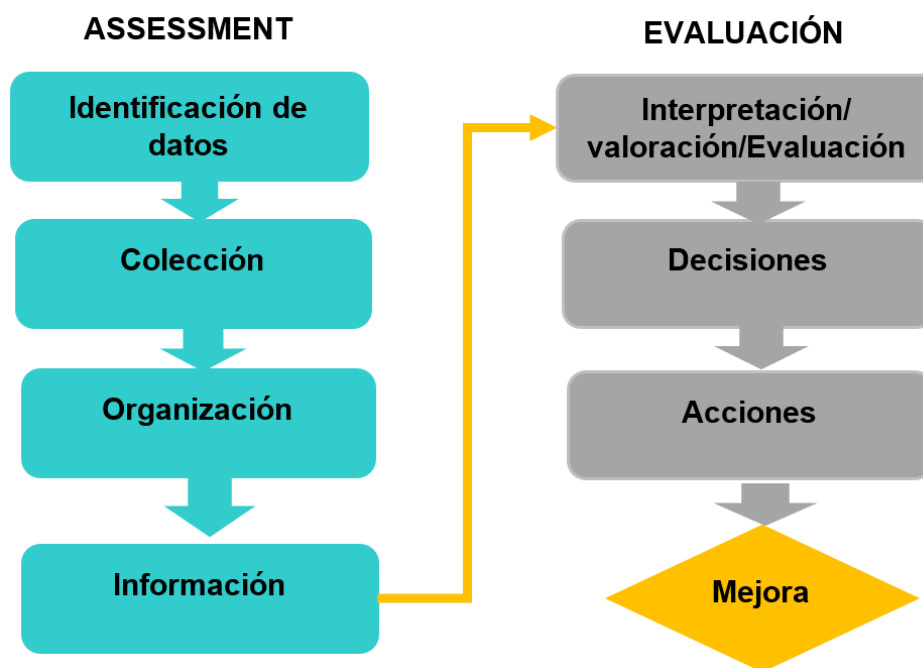 ASSESSMENT
Identificación de
datos
Colección
Organización
Información
EVALUACIÓN
Interpretación/
valoración/Evaluación
Decisiones
Acciones
Mejora